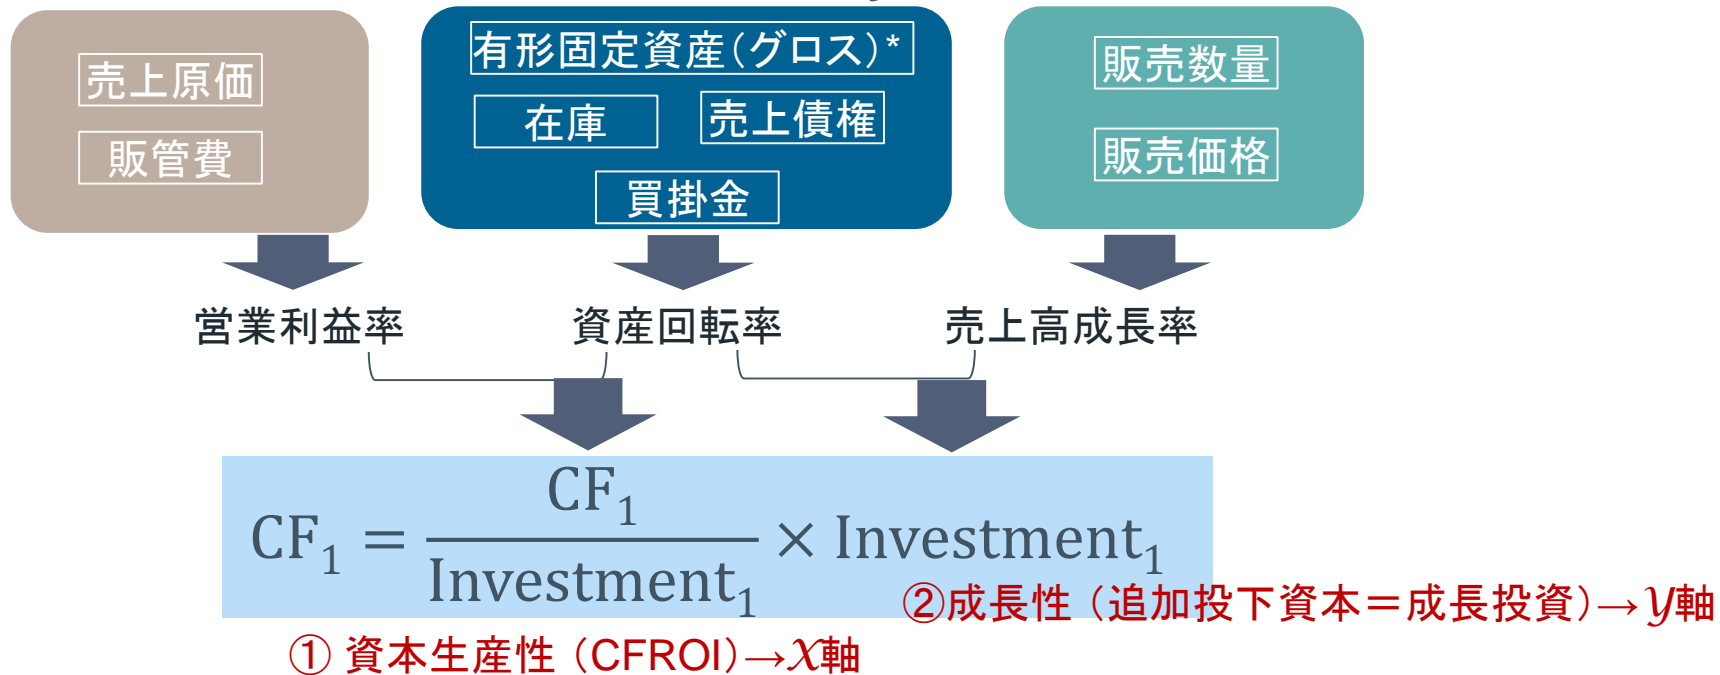 売上原価
販管費
有形固定資産(グロス)*
在庫
売上債権
買掛金
販売数量
販売価格
営業利益率
資産回転率
売上高成長率
CF₁ = CF₁ / Investment₁ × Investment₁
②成長性（追加投下資本＝成長投資）→y軸
① 資本生産性（CFROI）→x軸